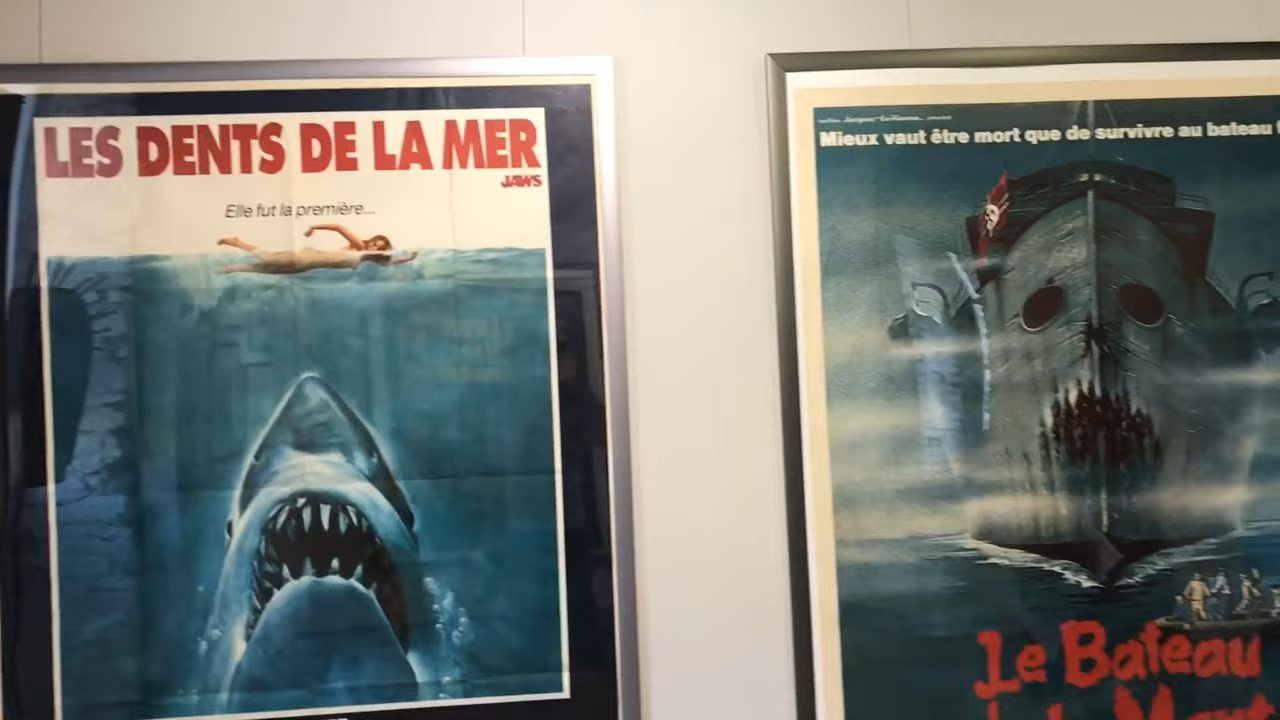 LES DENTS DE LA MER
JAWS
Elle fut la première...
Mieux vaut être mort que de survivre au bateau
Le Bateau